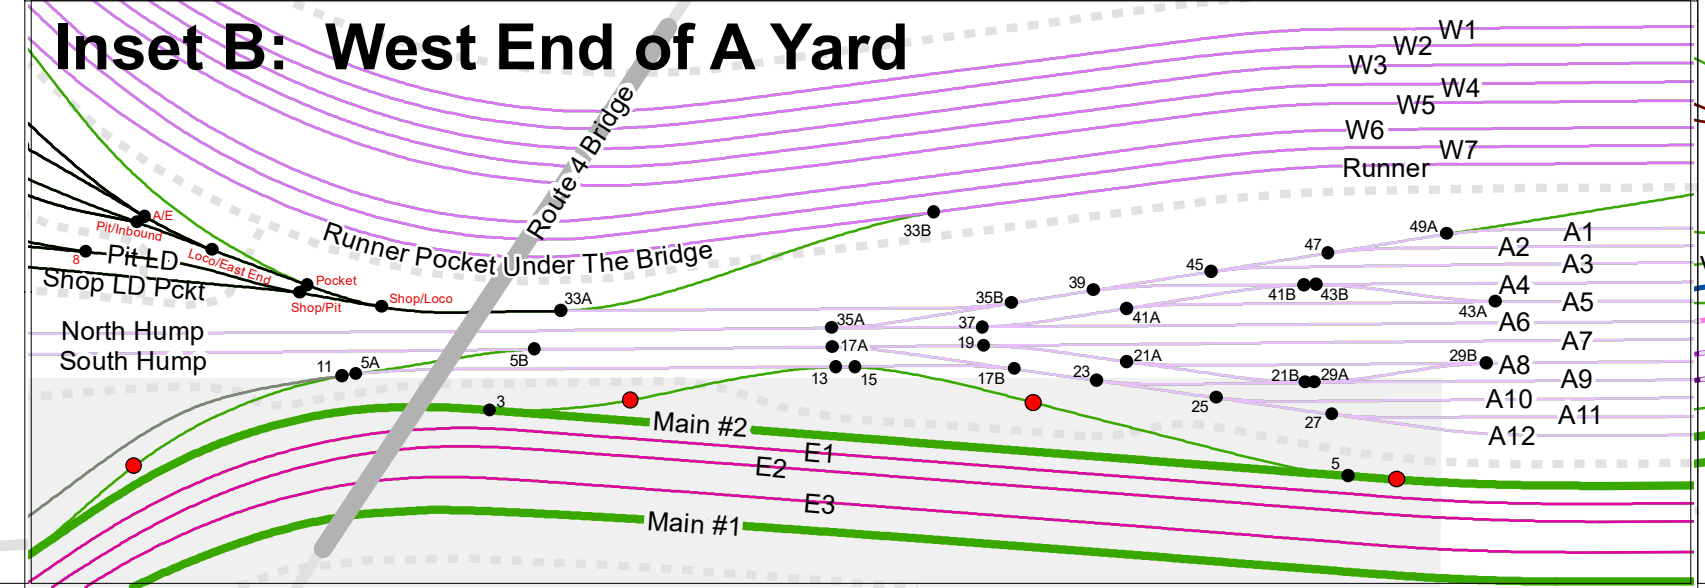 Inset B:  West End of A Yard
W1
W2
W3
W4
W5
W6
W7
Runner
Route 4 Bridge
Runner Pocket Under The Bridge
A/E
Pit/Inbound
8
Pit LD
Loco/East End
Pocket
Shop LD Pckt
Shop/Pit
Shop/Loco
33A
33B
North Hump
South Hump
11
5A
5B
3
35A
17A
13
15
35B
37
19
17B
39
41A
21A
23
45
47
49A
41B
43B
43A
21B
29A
29B
25
27
5
A1
A2
A3
A4
A5
A6
A7
A8
A9
A10
A11
A12
Main #2
E1
E2
E3
Main #1